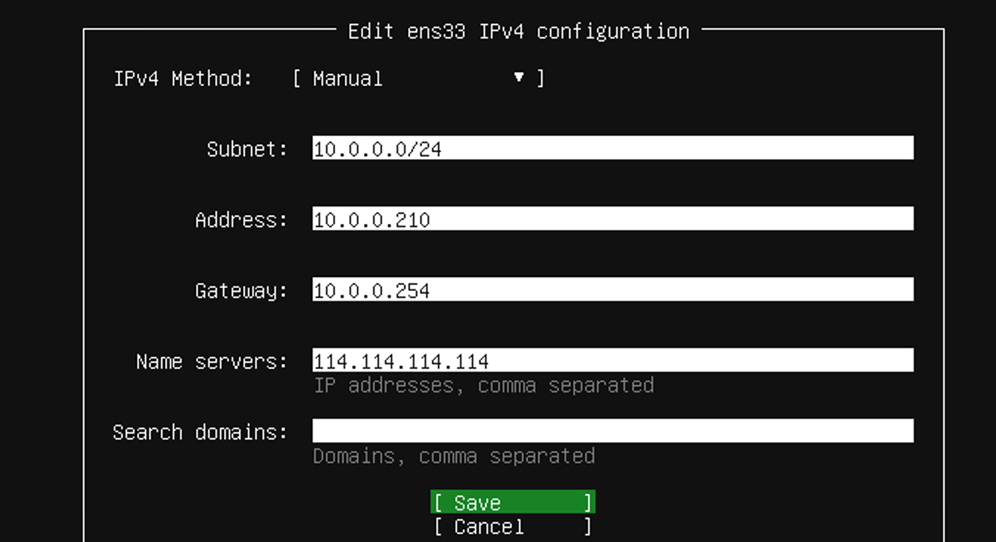 Edit ens33 IPv4 configuration
IPv4 Method: [ Manual ▼ ]
Subnet: 10.0.0.0/24
Address: 10.0.0.210
Gateway: 10.0.0.254
Name servers: 114.114.114.114
IP addresses, comma separated
Search domains:
Domains, comma separated
[ Save ]
[ Cancel ]